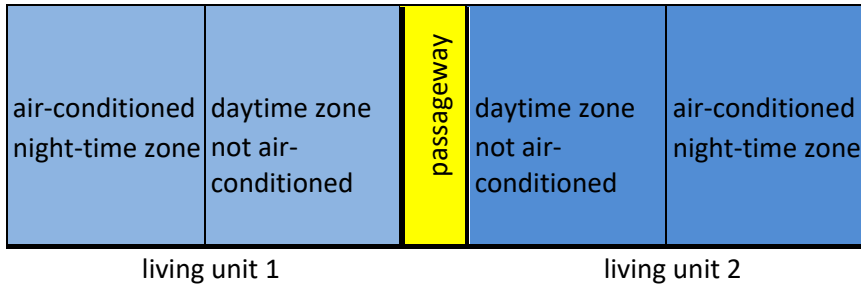 air-conditioned
night-time zone
daytime zone
not air-
conditioned
passageway
daytime zone
not air-
conditioned
air-conditioned
night-time zone
living unit 1
living unit 2